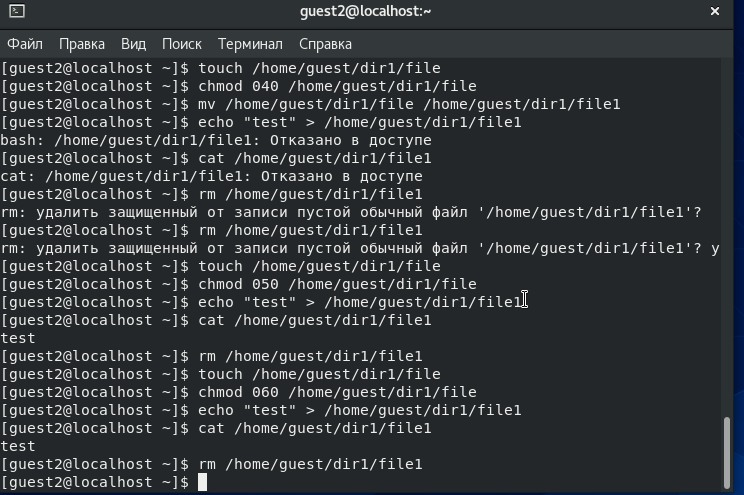 guest2@localhost:~
Файл Правка Вид Поиск Терминал Справка
[guest2@localhost ~]$ touch /home/guest/dir1/file
[guest2@localhost ~]$ chmod 040 /home/guest/dir1/file
[guest2@localhost ~]$ mv /home/guest/dir1/file /home/guest/dir1/file1
[guest2@localhost ~]$ echo "test" > /home/guest/dir1/file1
bash: /home/guest/dir1/file1: Отказано в доступе
[guest2@localhost ~]$ cat /home/guest/dir1/file1
cat: /home/guest/dir1/file1: Отказано в доступе
[guest2@localhost ~]$ rm /home/guest/dir1/file1
rm: удалить защищенный от записи пустой обычный файл '/home/guest/dir1/file1'?
[guest2@localhost ~]$ rm /home/guest/dir1/file1
rm: удалить защищенный от записи пустой обычный файл '/home/guest/dir1/file1'? y
[guest2@localhost ~]$ touch /home/guest/dir1/file
[guest2@localhost ~]$ chmod 050 /home/guest/dir1/file
[guest2@localhost ~]$ echo "test" > /home/guest/dir1/file1
[guest2@localhost ~]$ cat /home/guest/dir1/file1
test
[guest2@localhost ~]$ rm /home/guest/dir1/file1
[guest2@localhost ~]$ touch /home/guest/dir1/file
[guest2@localhost ~]$ chmod 060 /home/guest/dir1/file
[guest2@localhost ~]$ echo "test" > /home/guest/dir1/file1
[guest2@localhost ~]$ cat /home/guest/dir1/file1
test
[guest2@localhost ~]$ rm /home/guest/dir1/file1
[guest2@localhost ~]$